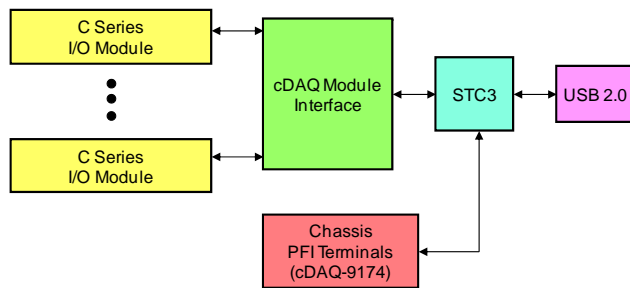 C Series
I/O Module
cDAQ Module
Interface
STC3
USB 2.0
C Series
I/O Module
Chassis
PFI Terminals
(cDAQ-9174)